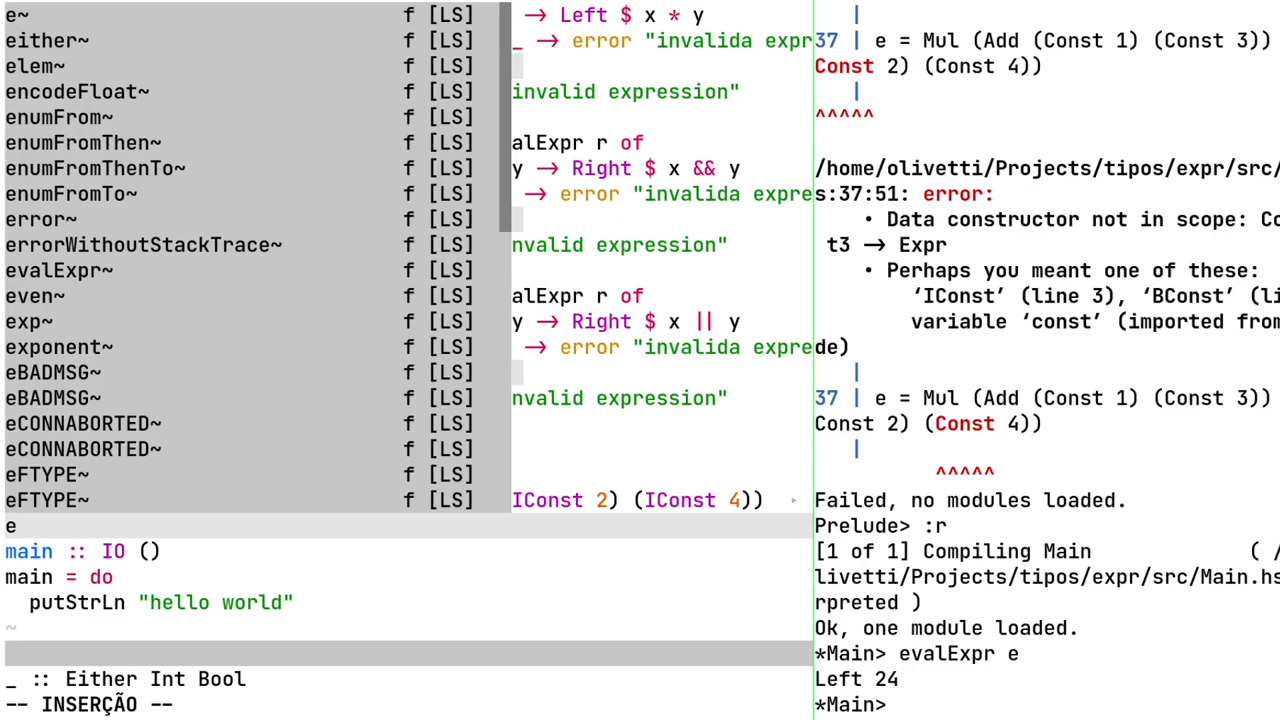 e~ f [LS]
either~ f [LS]
elem~ f [LS]
encodeFloat~ f [LS]
enumFrom~ f [LS]
enumFromThen~ f [LS]
enumFromThenTo~ f [LS]
enumFromTo~ f [LS]
error~ f [LS]
errorWithoutStackTrace~ f [LS]
evalExpr~ f [LS]
even~ f [LS]
exp~ f [LS]
exponent~ f [LS]
eBADMSG~ f [LS]
eBADMSG~ f [LS]
eCONNABORTED~ f [LS]
eCONNABORTED~ f [LS]
eFTYPE~ f [LS]
eFTYPE~ f [LS]
→ Left $ x * y
_ → error "invalida expr
invalid expression"
alExpr r of
y → Right $ x && y
→ error "invalida expre
nvalid expression"
alExpr r of
y → Right $ x || y
→ error "invalida expre
nvalid expression"
IConst 2) (IConst 4)) ▸
e
main :: IO ()
main = do
putStrLn "hello world"
~
_ :: Either Int Bool
-- INSERÇÃO --
|
37 | e = Mul (Add (Const 1) (Const 3))
Const 2) (Const 4))
|
^^^^^
/home/olivetti/Projects/tipos/expr/src/
s:37:51: error:
• Data constructor not in scope: Co
t3 → Expr
• Perhaps you meant one of these:
‘IConst’ (line 3), ‘BConst’ (li
variable ‘const’ (imported from
de)
|
37 | e = Mul (Add (Const 1) (Const 3))
Const 2) (Const 4))
|
^^^^^
Failed, no modules loaded.
Prelude> :r
[1 of 1] Compiling Main ( /
livetti/Projects/tipos/expr/src/Main.hs
rpreted )
Ok, one module loaded.
*Main> evalExpr e
Left 24
*Main>